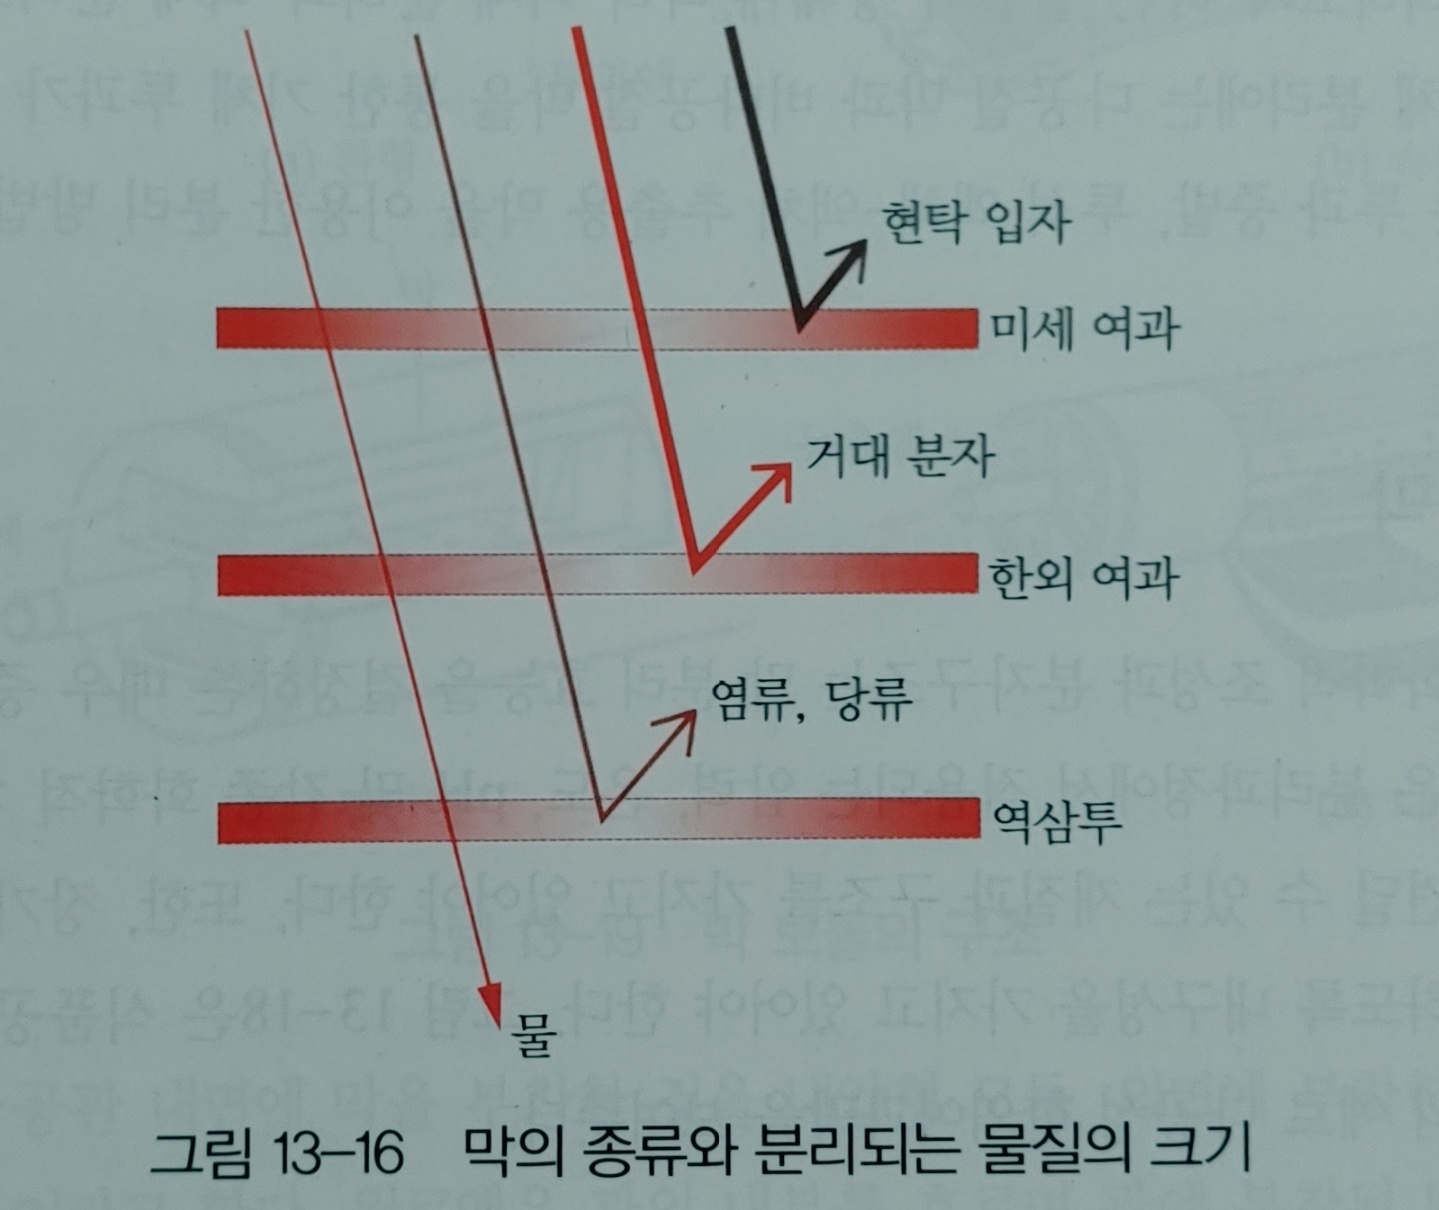 현탁 입자
미세 여과
거대 분자
한외 여과
염류, 당류
역삼투
물
그림 13-16 막의 종류와 분리되는 물질의 크기